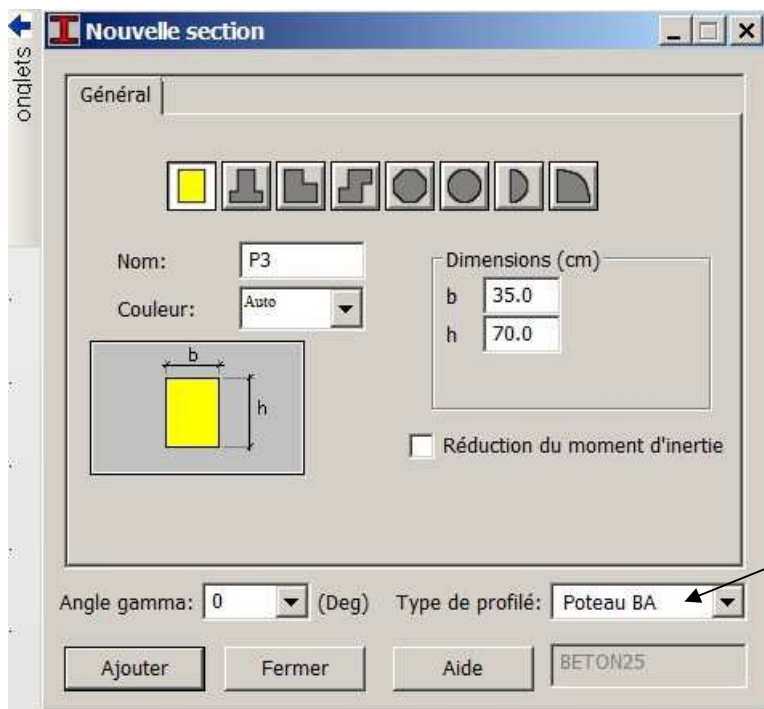 onglets
Nouvelle section
Général
Nom: P3
Couleur: Auto
Dimensions (cm)
b 35.0
h 70.0
b
h
Réduction du moment d'inertie
Angle gamma: 0 (Deg) Type de profilé: Poteau BA
Ajouter Fermer Aide BETON25